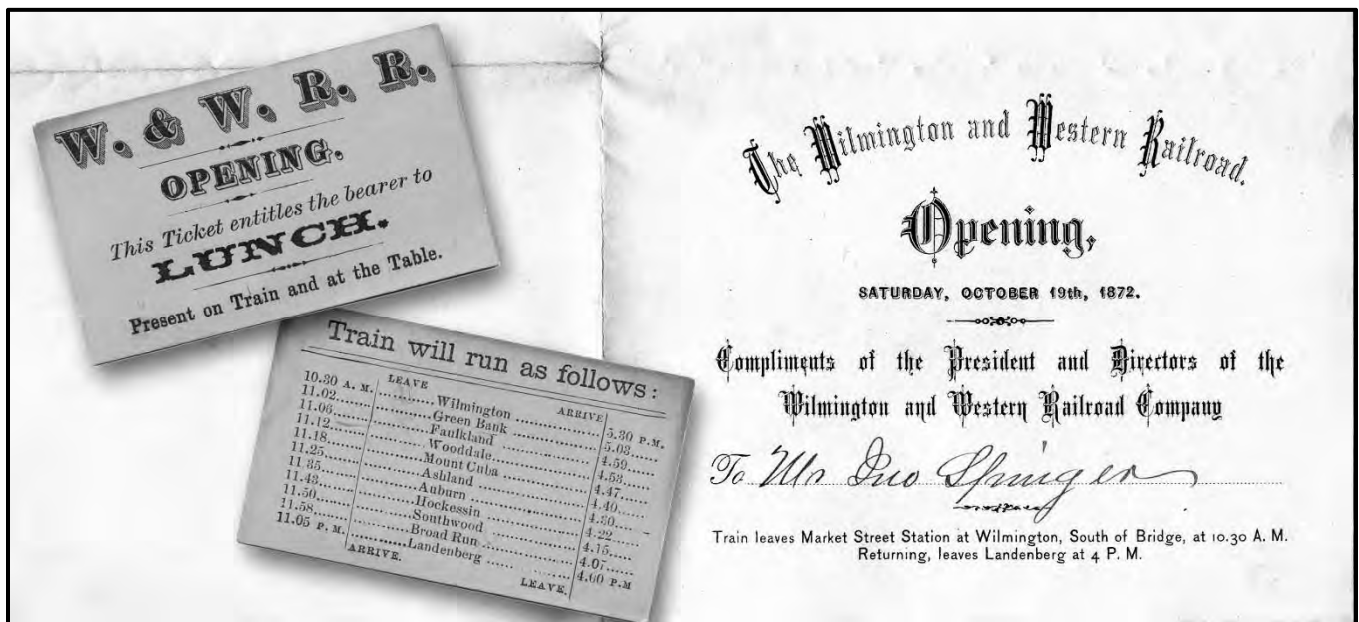 W. & W. R. R.
OPENING.
This Ticket entitles the bearer to
LUNCH.
Present on Train and at the Table.
Train will run as follows:
LEAVE ARRIVE
10.30 A. M. Wilmington 5.30 P.M.
11.02 Green Bank 5.03
11.06 Faulkland 4.59
11.12 Wooddale 4.53
11.18 Mount Cuba 4.47
11.25 Ashland 4.40
11.35 Auburn 4.30
11.43 Hockessin 4.22
11.50 Southwood 4.15
11.58 Broad Run 4.07
11.05 P. M. Landenberg 4.00 P.M
ARRIVE. LEAVE.
The Wilmington and Western Railroad.
Opening,
SATURDAY, OCTOBER 19th, 1872.
Compliments of the President and Directors of the
Wilmington and Western Railroad Company
To Mr Jno Springer
Train leaves Market Street Station at Wilmington, South of Bridge, at 10.30 A. M.
Returning, leaves Landenberg at 4 P. M.